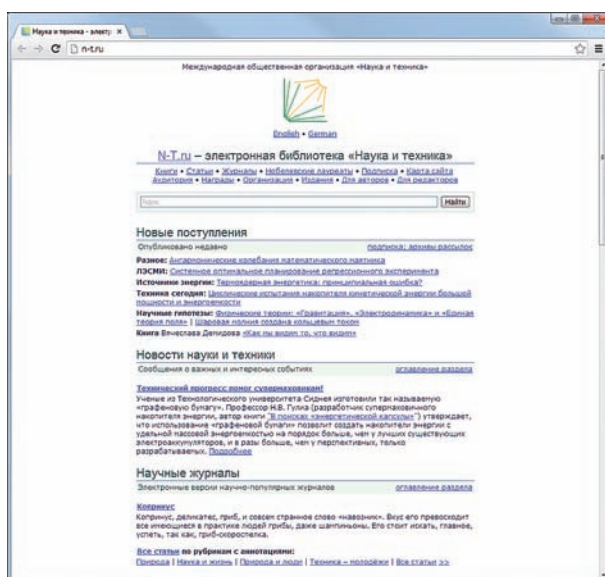 Наука и техника - электр
n-t.ru
Международная общественная организация «Наука и техника»
English • German
N-T.ru – электронная библиотека «Наука и техника»
Книги • Статьи • Журналы • Нобелевские лауреаты • Подписка • Карта сайта
Аудитория • Награды • Организация • Издания • Для авторов • Для редакторов
Найти
Новые поступления
Опубликовано недавно подписка; архивы рассылок
Разное: Ангармонические колебания математического маятника
ЛЭСМИ: Системное оптимальное планирование регрессионного эксперимента
Источники энергии: Термоядерная энергетика: принципиальная ошибка?
Техника сегодня: Циклические испытания накопителя кинетической энергии большой
мощности и энергоемкости
Научные гипотезы: Физические теории: «Гравитация», «Электродинамика» и «Единая
теория поля» | Шаровая молния создана кольцевым током
Книга Вячеслава Демидова «Как мы видим то, что видим»
Новости науки и техники
Сообщения о важных и интересных событиях оглавление раздела
Технический прогресс помог супермаховикам!
Ученые из Технологического университета Сиднея изготовили так называемую
«графеновую бумагу». Профессор Н.В. Гулиа (разработчик супермаховичного
накопителя энергии, автор книги "В поисках «энергетической капсулы»") утверждает,
что использование «графеновой бумаги» позволит создать накопители энергии с
удельной массовой энергоемкостью на порядок больше, чем у лучших существующих
электроаккумуляторов, и в разы больше, чем у перспективных, только
разрабатываемых. Подробнее
Научные журналы
Электронные версии научно-популярных журналов оглавление раздела
Копринус
Копринус, деликатес, гриб, и совсем странное слово «навозник». Вкус его превосходит
все имеющиеся в практике людей грибы, даже шампиньоны. Его стоит искать, главное,
успеть, так как, гриб-скороспелка.
Все статьи по рубрикам с аннотациями:
Природа | Наука и жизнь | Природа и люди | Техника – молодёжи | Все статьи >>